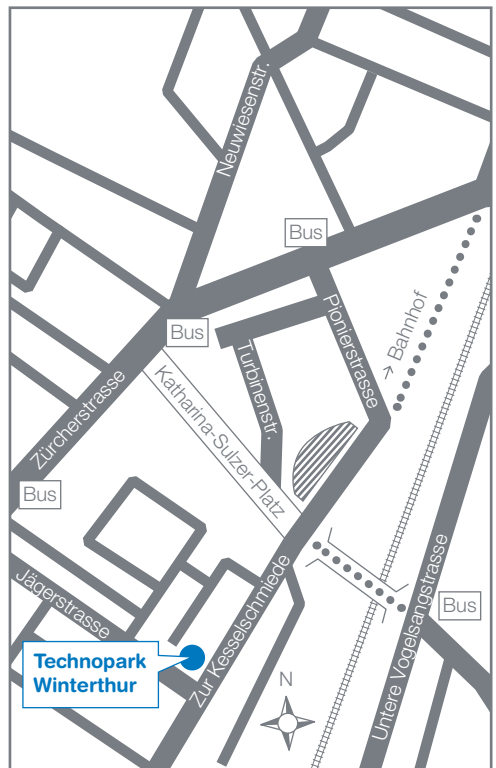 Neuwiesenstr.
Bus
Bus
Pionierstrasse
→ Bahnhof
Turbinenstr.
Zürcherstrasse
Katharina-Sulzer-Platz
Bus
Jägerstrasse
Zur Kesselschmiede
Untere Vogelsangstrasse
Bus
Technopark
Winterthur
N